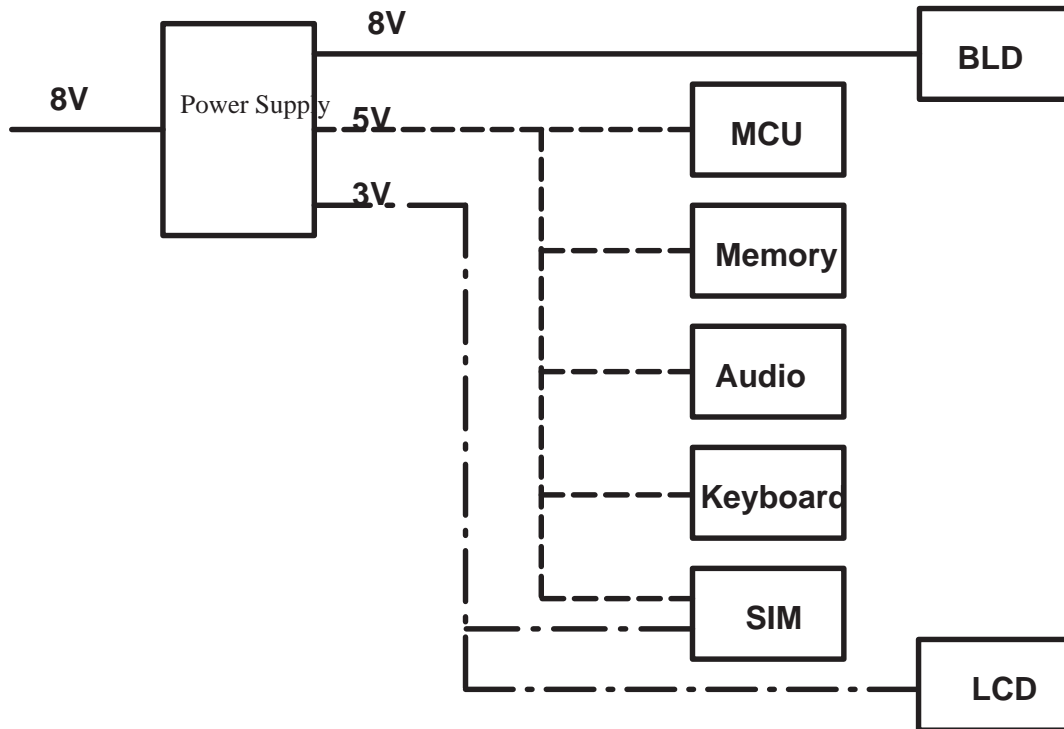 8V
BLD
8V
Power Supply
5V
MCU
3V
Memory
Audio
Keyboard
SIM
LCD